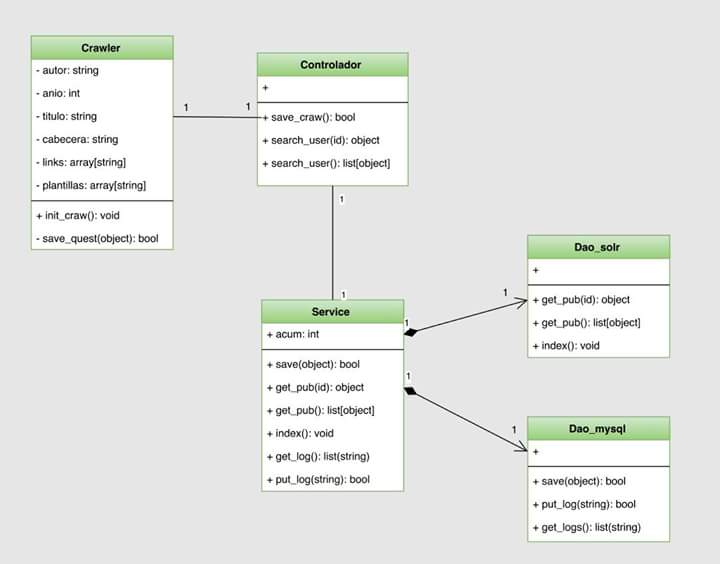 Crawler
- autor: string
- anio: int
- titulo: string
- cabecera: string
- links: array[string]
- plantillas: array[string]
+ init_craw(): void
- save_quest(object): bool
1
1
Controlador
+
+ save_craw(): bool
+ search_user(id): object
+ search_user(): list[object]
1
1
Service
+ acum: int
+ save(object): bool
+ get_pub(id): object
+ get_pub(): list[object]
+ index(): void
+ get_log(): list(string)
+ put_log(string): bool
1
1
Dao_solr
+
+ get_pub(id): object
+ get_pub(): list[object]
+ index(): void
1
1
Dao_mysql
+
+ save(object): bool
+ put_log(string): bool
+ get_logs(): list(string)